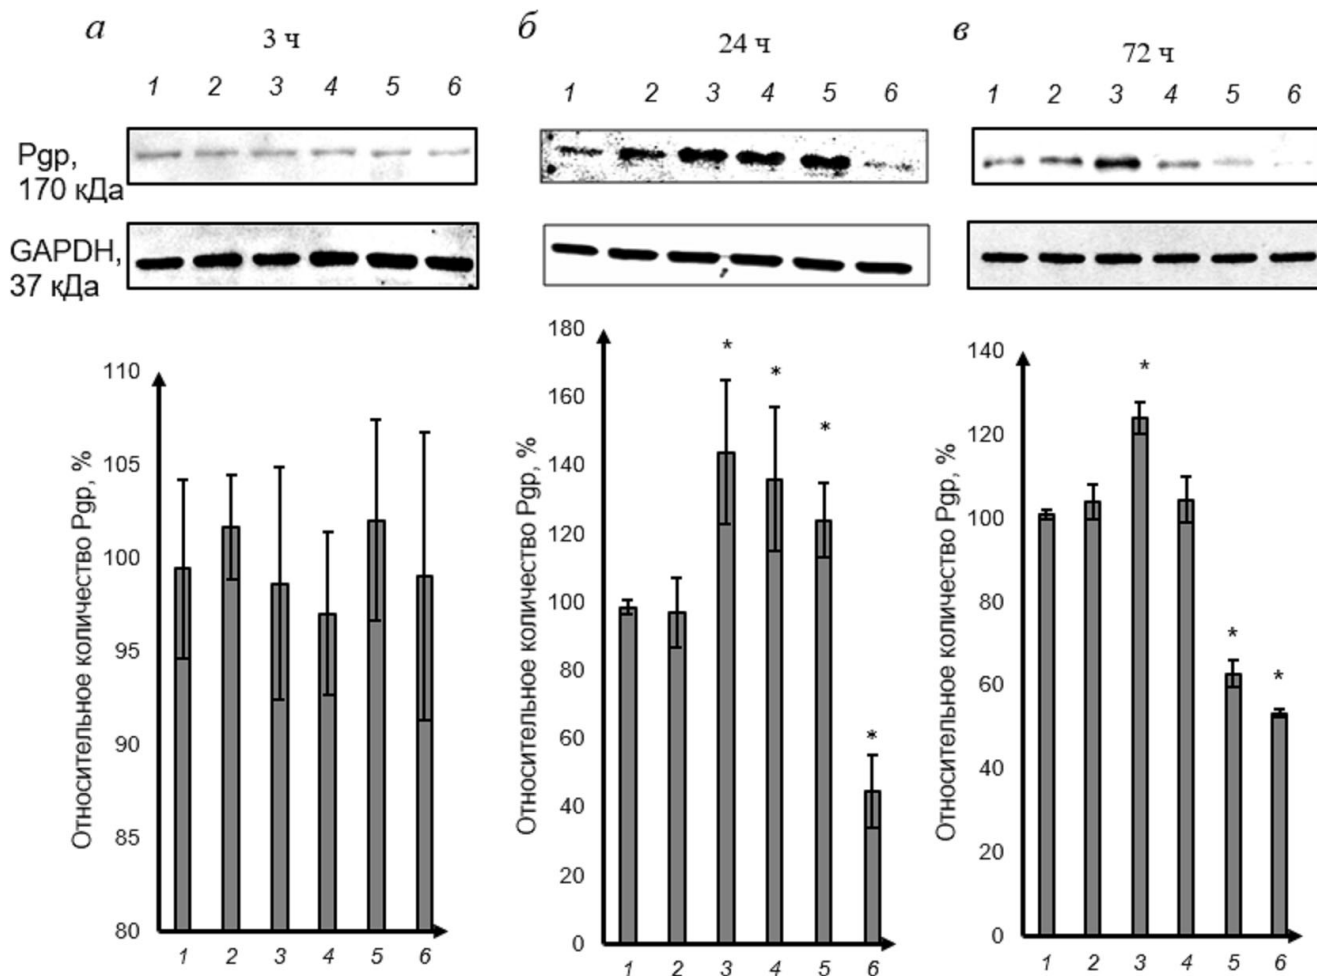 а
3 ч
б
24 ч
в
72 ч
1 2 3 4 5 6
1 2 3 4 5 6
1 2 3 4 5 6
Pgp,
170 кДа
GAPDH,
37 кДа
Относительное количество Pgp, %
110
105
100
95
90
85
80
1 2 3 4 5 6
Относительное количество Pgp, %
180
160
140
120
100
80
60
40
20
0
* * * *
1 2 3 4 5 6
Относительное количество Pgp, %
140
120
100
80
60
40
20
0
* * *
1 2 3 4 5 6